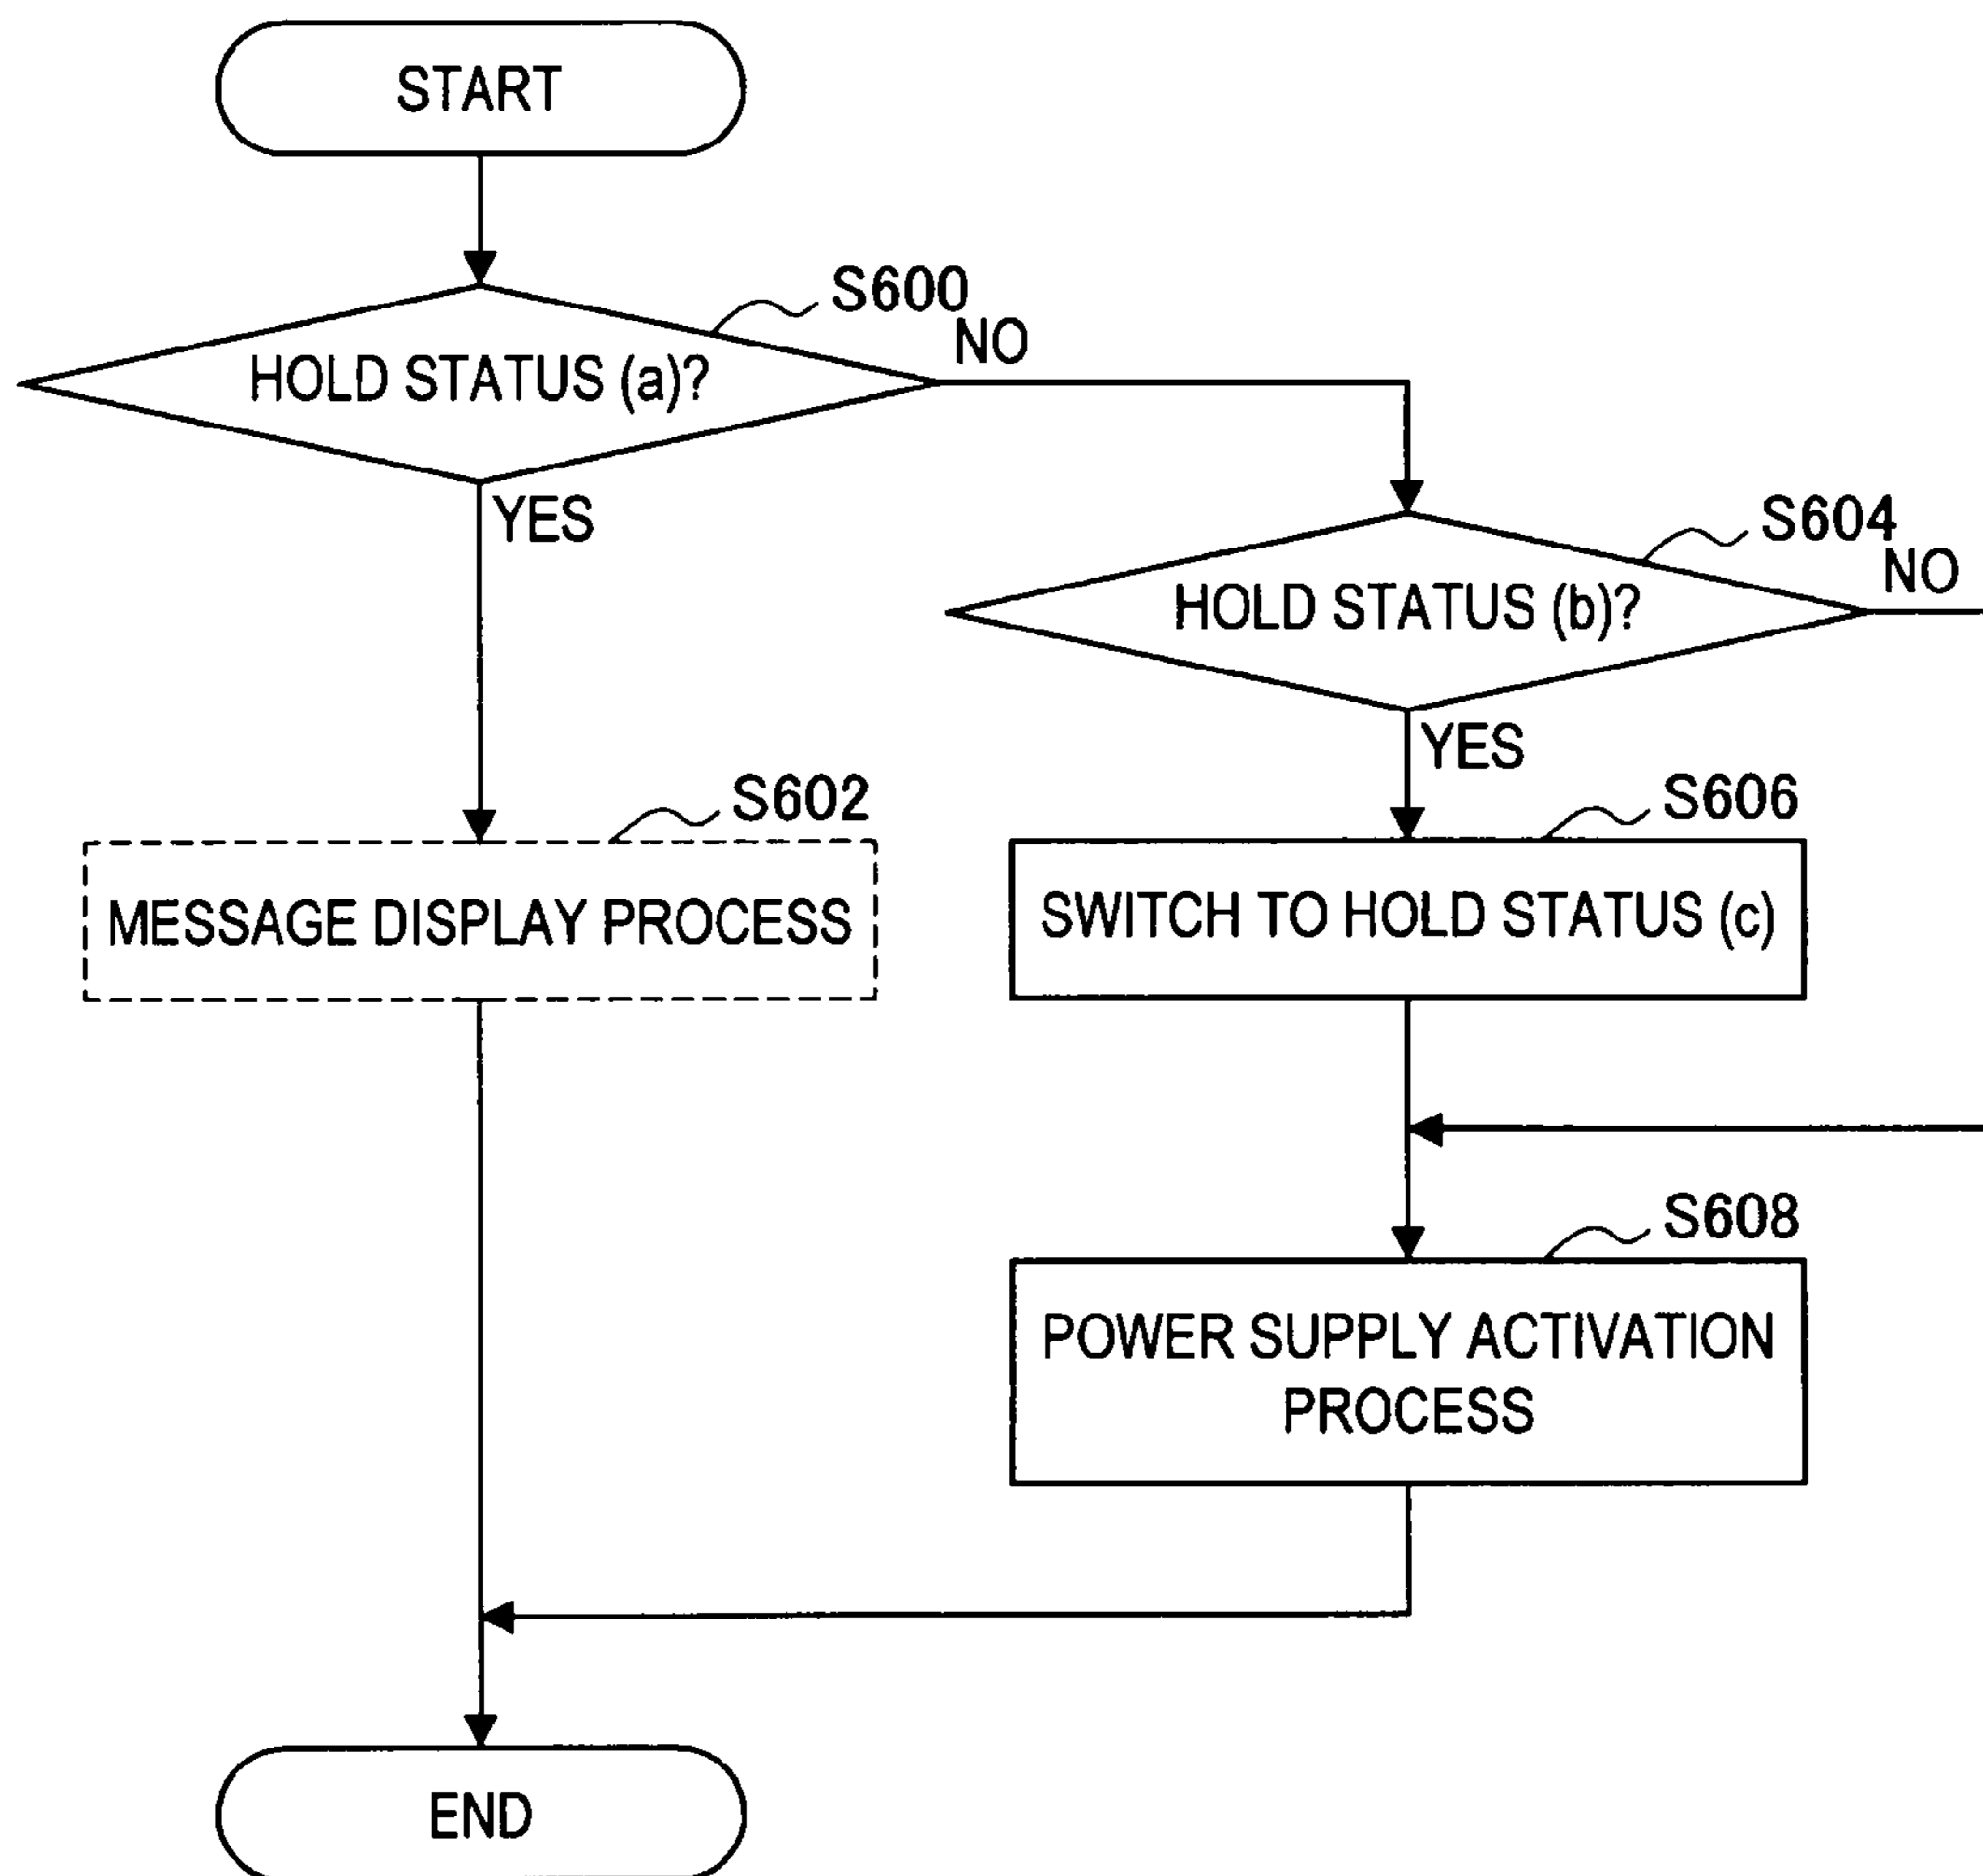 START
S600
NO
HOLD STATUS (a)?
YES
S604
NO
HOLD STATUS (b)?
YES
S602
MESSAGE DISPLAY PROCESS
S606
SWITCH TO HOLD STATUS (c)
S608
POWER SUPPLY ACTIVATION
PROCESS
END